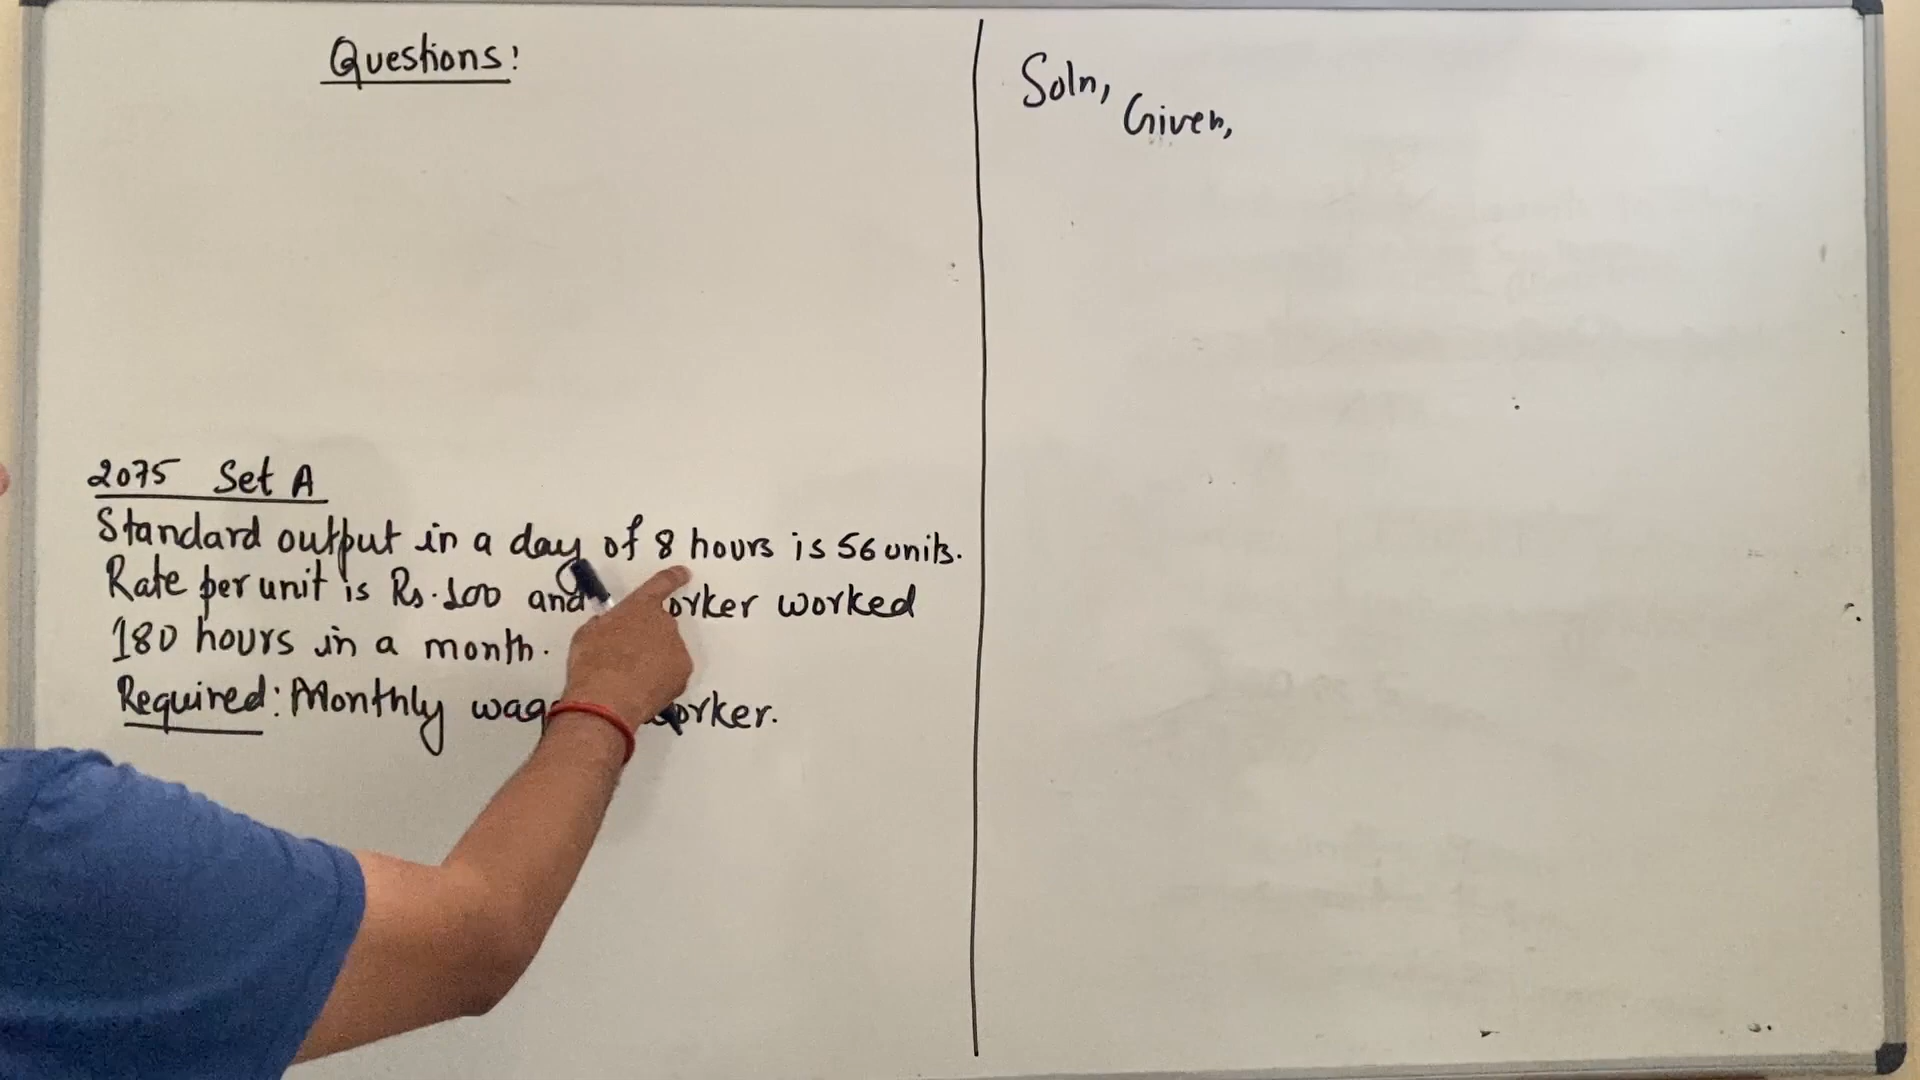 Questions:
2075 Set A
Standard output in a day of 8 hours is 56 units.
Rate per unit is Rs. 100 and worked
180 hours in a month.
Required: Monthly
Soln,
Given,